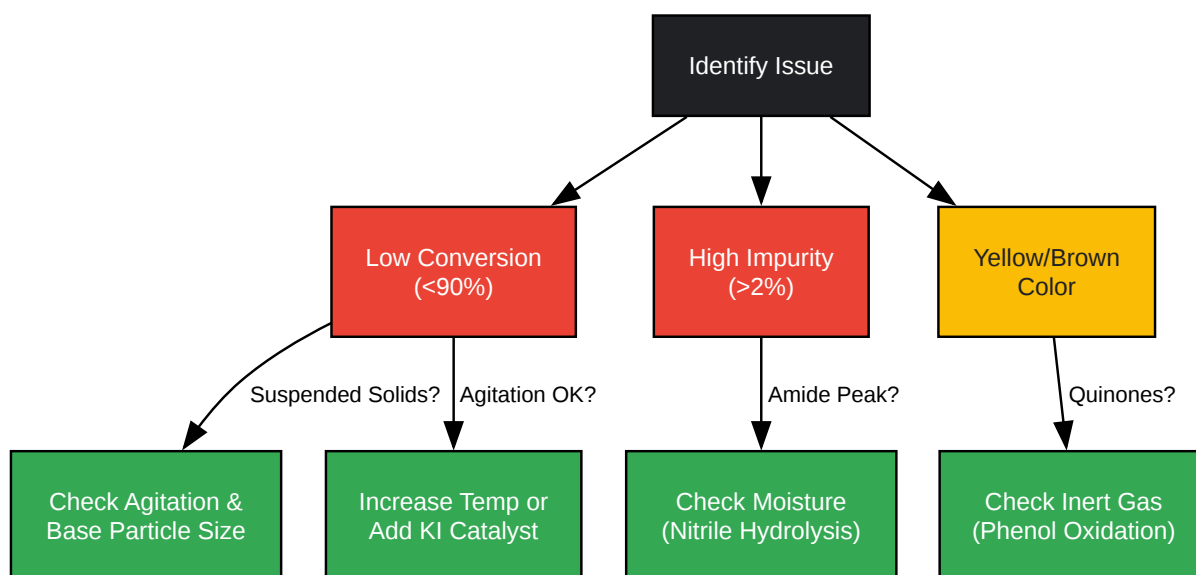 Identify Issue
Low Conversion
(<90%)
High Impurity
(>2%)
Yellow/Brown
Color
Suspended Solids?
Agitation OK?
Amide Peak?
Quinones?
Check Agitation &
Base Particle Size
Increase Temp or
Add KI Catalyst
Check Moisture
(Nitrile Hydrolysis)
Check Inert Gas
(Phenol Oxidation)